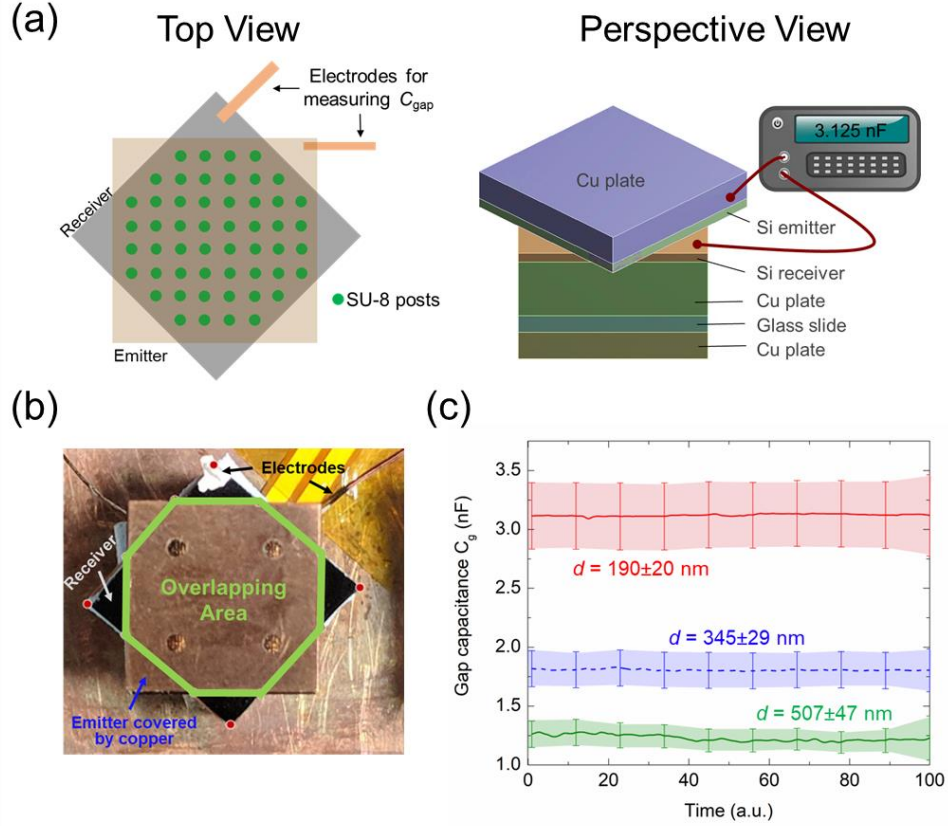 (a)
Top View
Perspective View
Electrodes for
measuring Cgap
3.125 nF
Cu plate
Receiver
Si emitter
Si receiver
SU-8 posts
Cu plate
Glass slide
Emitter
Cu plate
(b)
(c)
Electrodes
Receiver
Overlapping
Area
Emitter covered
by copper
Gap capacitance Cg (nF)
3.5
3.0
2.5
2.0
1.5
1.0
d = 190±20 nm
d = 345±29 nm
d = 507±47 nm
0
20
40
60
80
100
Time (a.u.)